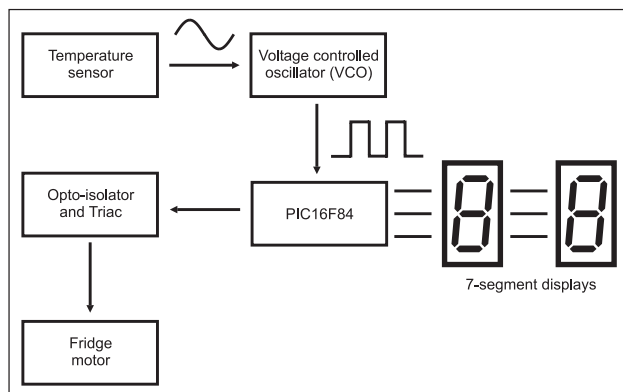 Temperature
sensor
Voltage controlled
oscillator (VCO)
Opto-isolator
and Triac
PIC16F84
7-segment displays
Fridge
motor